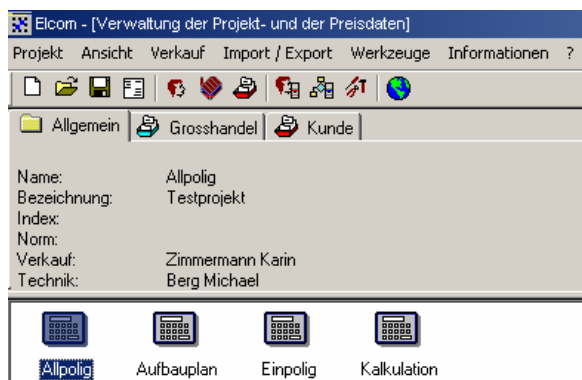 Elcom - [Verwaltung der Projekt- und der Preisdaten]
Projekt Ansicht Verkauf Import / Export Werkzeuge Informationen ?
Allgemein Grosshandel Kunde
Name: Allpolig
Bezeichnung: Testprojekt
Index:
Norm:
Verkauf: Zimmermann Karin
Technik: Berg Michael
Allpolig Aufbauplan Einpolig Kalkulation